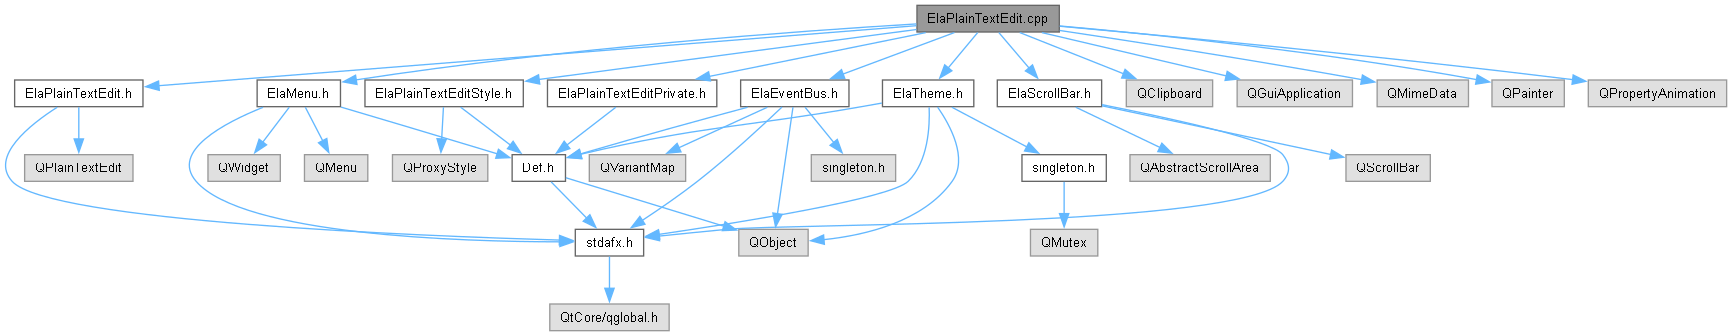 ElaPlainTextEdit.cpp
ElaPlainTextEdit.h
ElaMenu.h
ElaPlainTextEditStyle.h
ElaPlainTextEditPrivate.h
ElaEventBus.h
ElaTheme.h
ElaScrollBar.h
QClipboard
QGuiApplication
QMimeData
QPainter
QPropertyAnimation
QPlainTextEdit
QWidget
QMenu
QProxyStyle
Def.h
QVariantMap
singleton.h
singleton.h
QAbstractScrollArea
QScrollBar
stdafx.h
QObject
QMutex
QtCore/qglobal.h